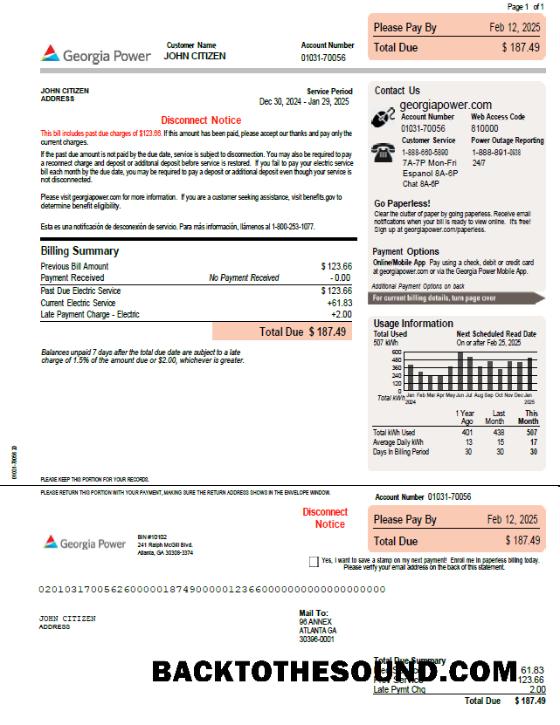 Page 1 of 1
Please Pay By Feb 12, 2025
Total Due $ 187.49
Georgia Power
Customer Name
JOHN CITIZEN
Account Number
01031-70056
JOHN CITIZEN
ADDRESS
Service Period
Dec 30, 2024 - Jan 29, 2025
Disconnect Notice
This bill includes past due charges of $123.66. If this amount has been paid, please accept our thanks and pay only the
current charges.
If the past due amount is not paid by the due date, service is subject to disconnection. You may also be required to pay
a reconnect charge and deposit or additional deposit before service is restored. If you fail to pay your electric service
bill each month by the due date, you may be required to pay a deposit or additional deposit even though your service is
not disconnected.
Please visit georgiapower.com for more information. If you are a customer seeking assistance, visit benefits.gov to
determine benefit eligibility.
Esta es una notificación de desconexión de servicio. Para más información, llámenos al 1-800-253-1077.
Billing Summary
Previous Bill Amount $ 123.66
Payment Received No Payment Received - 0.00
Past Due Electric Service $ 123.66
Current Electric Service +61.83
Late Payment Charge - Electric +2.00
Total Due $ 187.49
Balances unpaid 7 days after the total due date are subject to a late
charge of 1.5% of the amount due or $2.00, whichever is greater.
Contact Us
georgiapower.com
Account Number Web Access Code
01031-70056 810000
Customer Service Power Outage Reporting
1-888-660-5890 1-888-891-0938
7A-7P Mon-Fri 24/7
Espanol 8A-6P
Chat 8A-6P
Go Paperless!
Clear the clutter of paper by going paperless. Receive email
notifications when your bill is ready to view online. It's free!
Sign up at georgiapower.com/paperless.
Payment Options
Online/Mobile App Pay using a check, debit or credit card
at georgiapower.com or via the Georgia Power Mobile App.
Additional Payment Options on back
For current billing details, turn page over
Usage Information
Total Used Next Scheduled Read Date
507 kWh On or after Feb 25, 2025
600
480
360
240
120
0
Total kWh
Jan Feb Mar Apr May Jun Jul Aug Sep Oct Nov Dec Jan
2024 2025
1 Year Ago Last Month This Month
Total kWh Used 401 438 507
Average Daily kWh 13 15 17
Days In Billing Period 30 30 30
PLEASE KEEP THIS PORTION FOR YOUR RECORDS.
PLEASE RETURN THIS PORTION WITH YOUR PAYMENT, MAKING SURE THE RETURN ADDRESS SHOWS IN THE ENVELOPE WINDOW.
Account Number 01031-70056
Disconnect
Notice
Please Pay By Feb 12, 2025
Total Due $ 187.49
Georgia Power
BIN #10102
241 Ralph McGill Blvd.
Atlanta, GA 30308-3374
Yes, I want to save a stamp on my next payment! Enroll me in paperless billing today.
Please verify your email address on the back of this statement.
JOHN CITIZEN
ADDRESS
Mail To:
96 ANNEX
ATLANTA GA
30396-0001
BACKTOTHESOUND.COM
Total Due Summary
61.83
123.66
Late Pymt Chg 2.00
Total Due $ 187.49